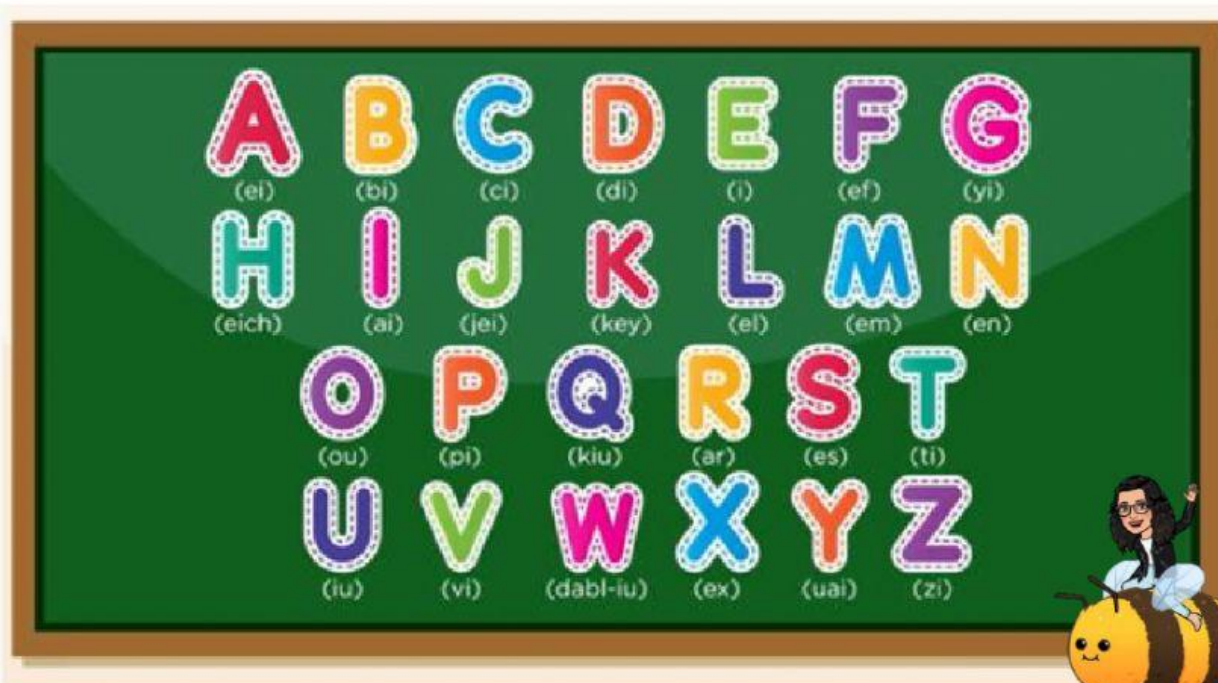 A B C D E F G
(ei) (bi) (ci) (di) (i) (ef) (yi)
H I J K L M N
(eich) (ai) (jei) (key) (el) (em) (en)
O P Q R S T
(ou) (pi) (kiu) (ar) (es) (ti)
U V W X Y Z
(iu) (vi) (dabl-iu) (ex) (uai) (zi)